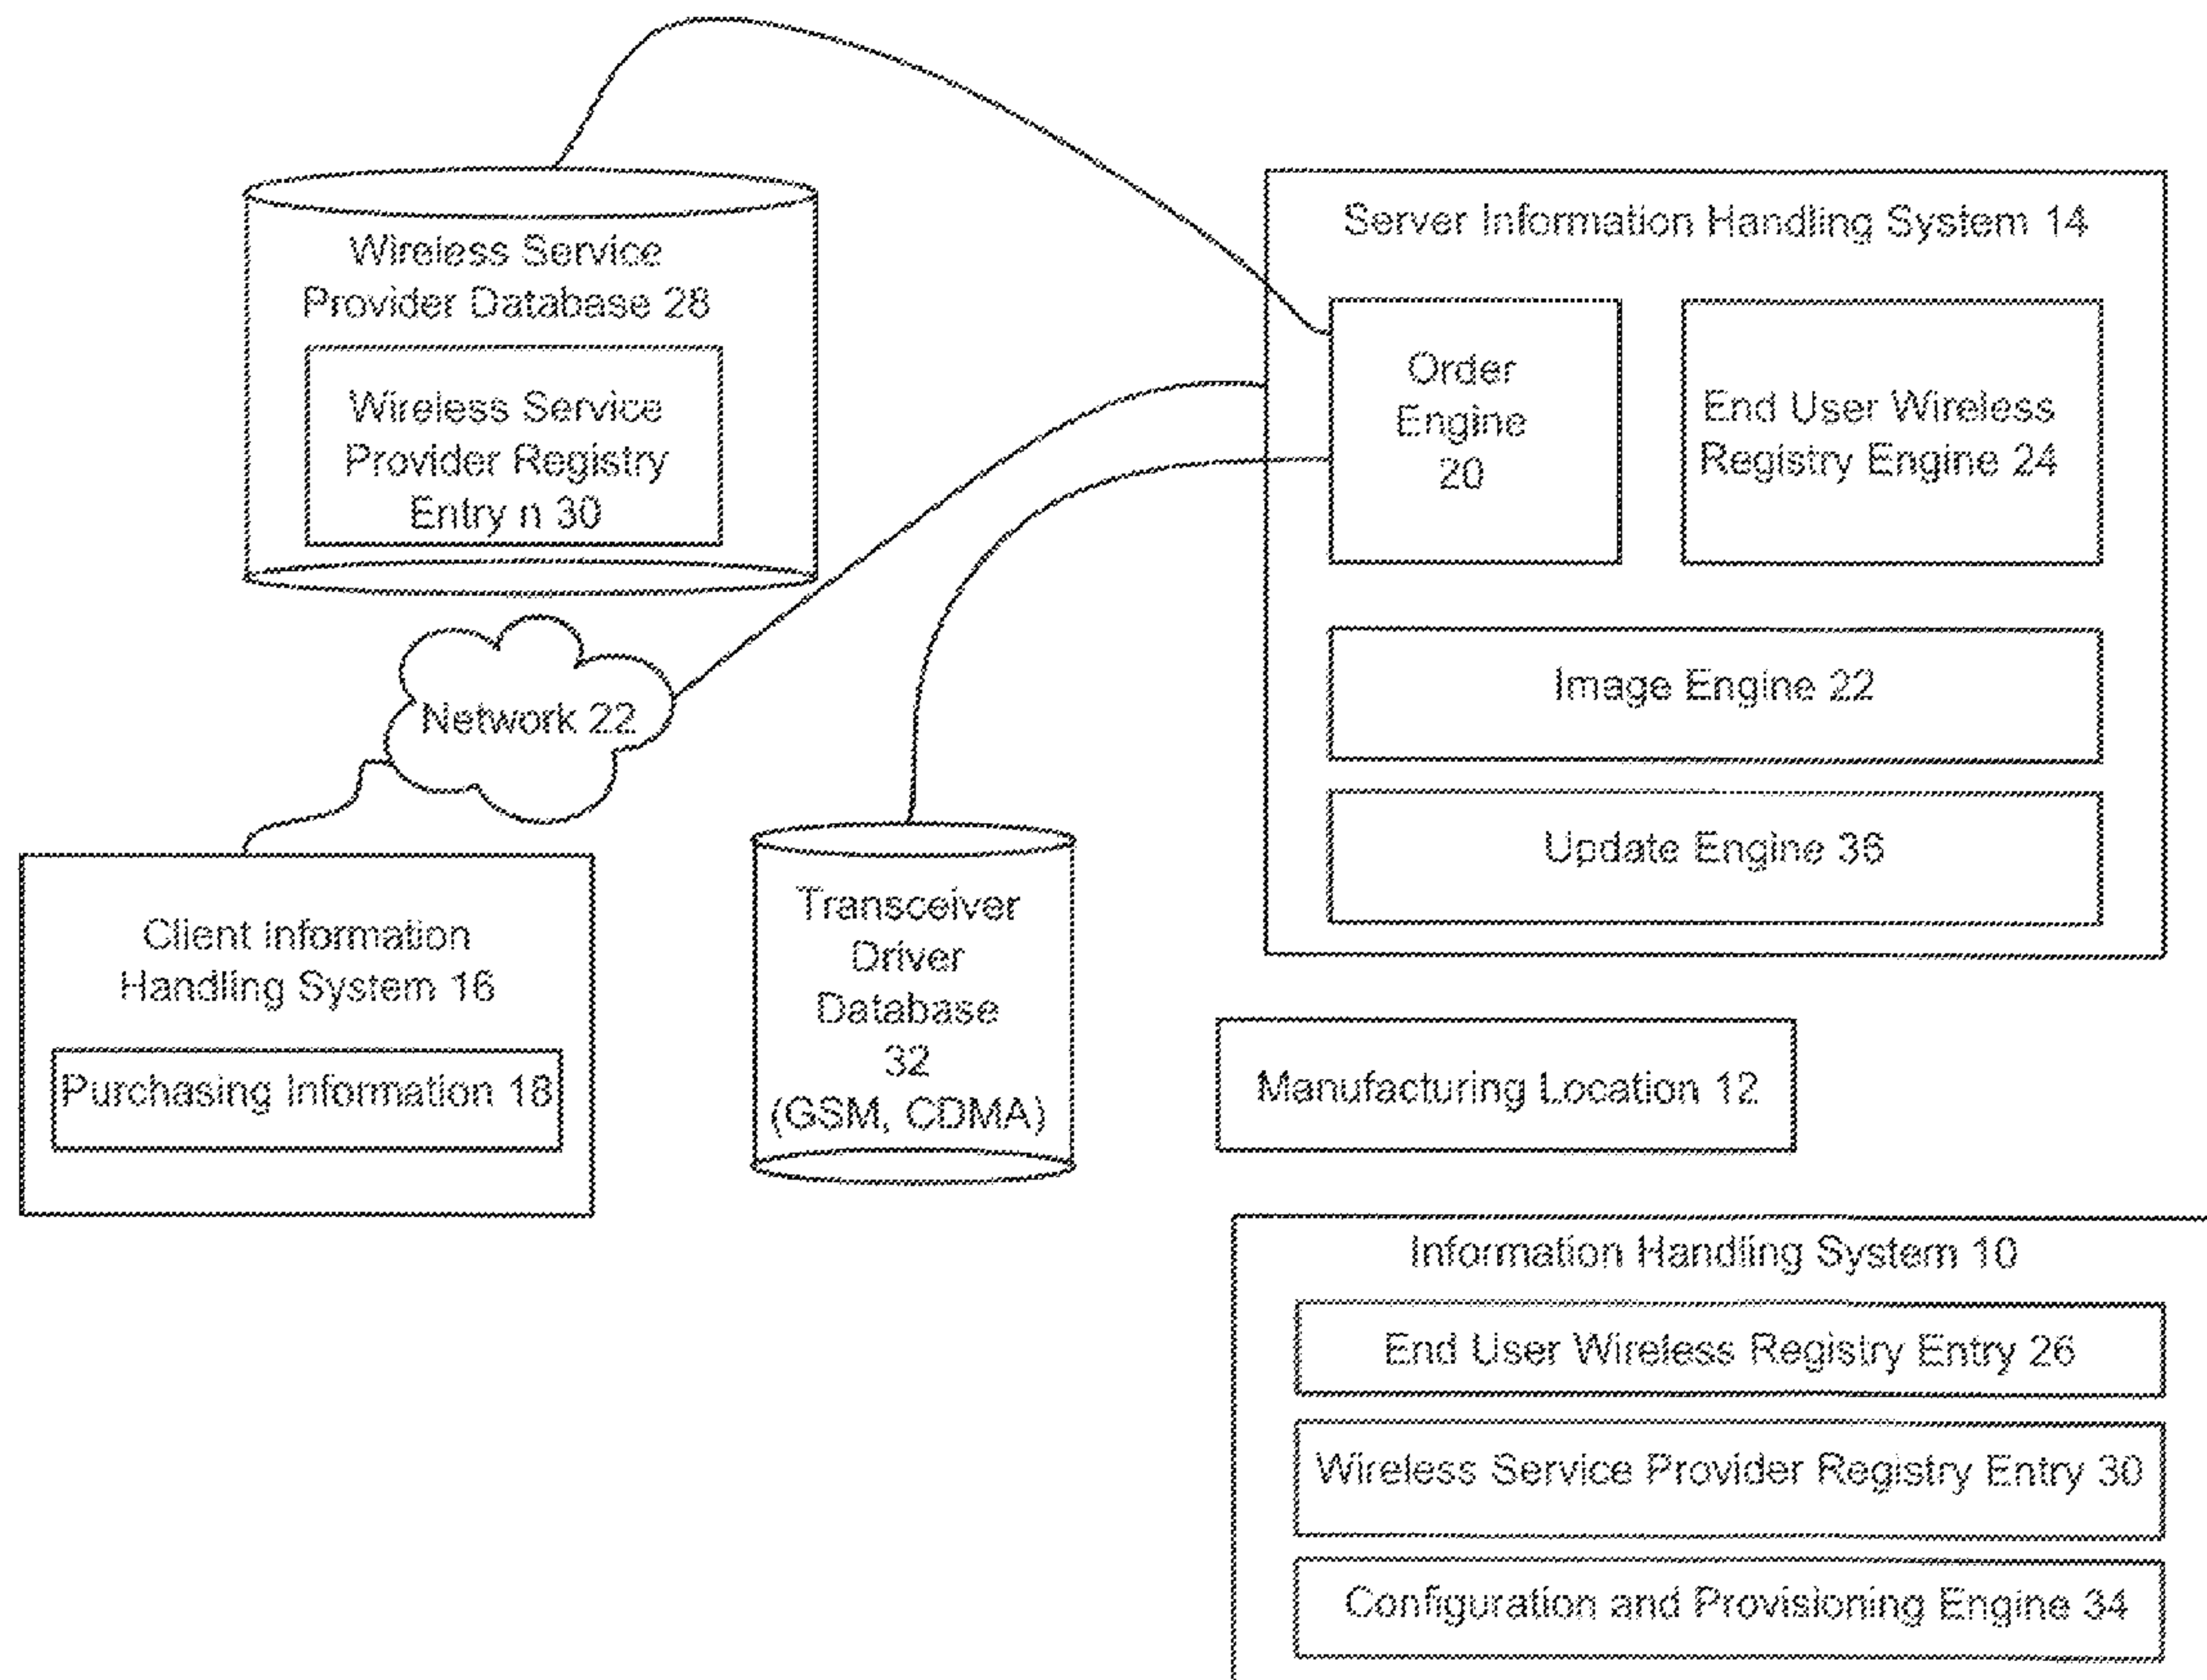 Wireless Service
Provider Database 28
Wireless Service
Provider Registry
Entry n 30
Server Information Handling System 14
Order
Engine
20
End User Wireless
Registry Engine 24
Image Engine 22
Update Engine 36
Network 22
Client Information
Handling System 16
Purchasing Information 18
Transceiver
Driver
Database
32
(GSM, CDMA)
Manufacturing Location 12
Information Handling System 10
End User Wireless Registry Entry 26
Wireless Service Provider Registry Entry 30
Configuration and Provisioning Engine 34